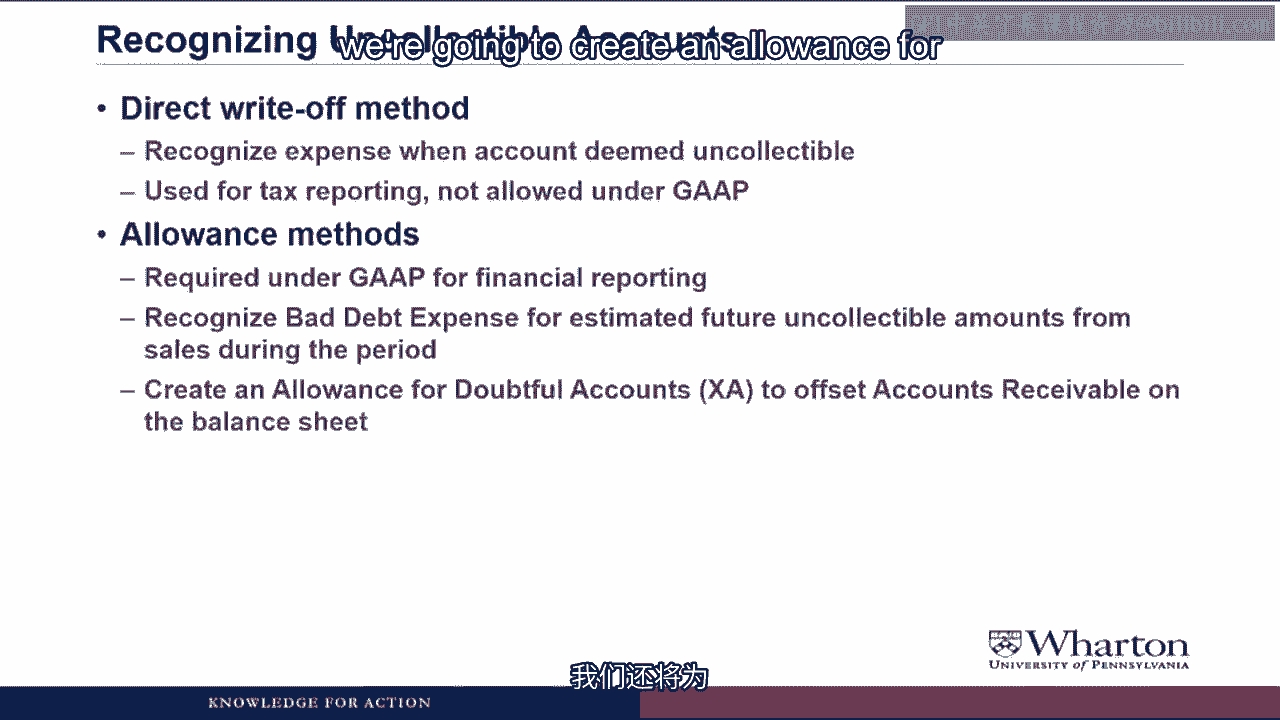 Recognizing Uncollectible Accounts
we're going to create an allowance for
• Direct write-off method
– Recognize expense when account deemed uncollectible
– Used for tax reporting, not allowed under GAAP
• Allowance methods
– Required under GAAP for financial reporting
– Recognize Bad Debt Expense for estimated future uncollectible amounts from
sales during the period
– Create an Allowance for Doubtful Accounts (XA) to offset Accounts Receivable on
the balance sheet
Wharton
UNIVERSITY of PENNSYLVANIA
我们还将为
KNOWLEDGE FOR ACTION